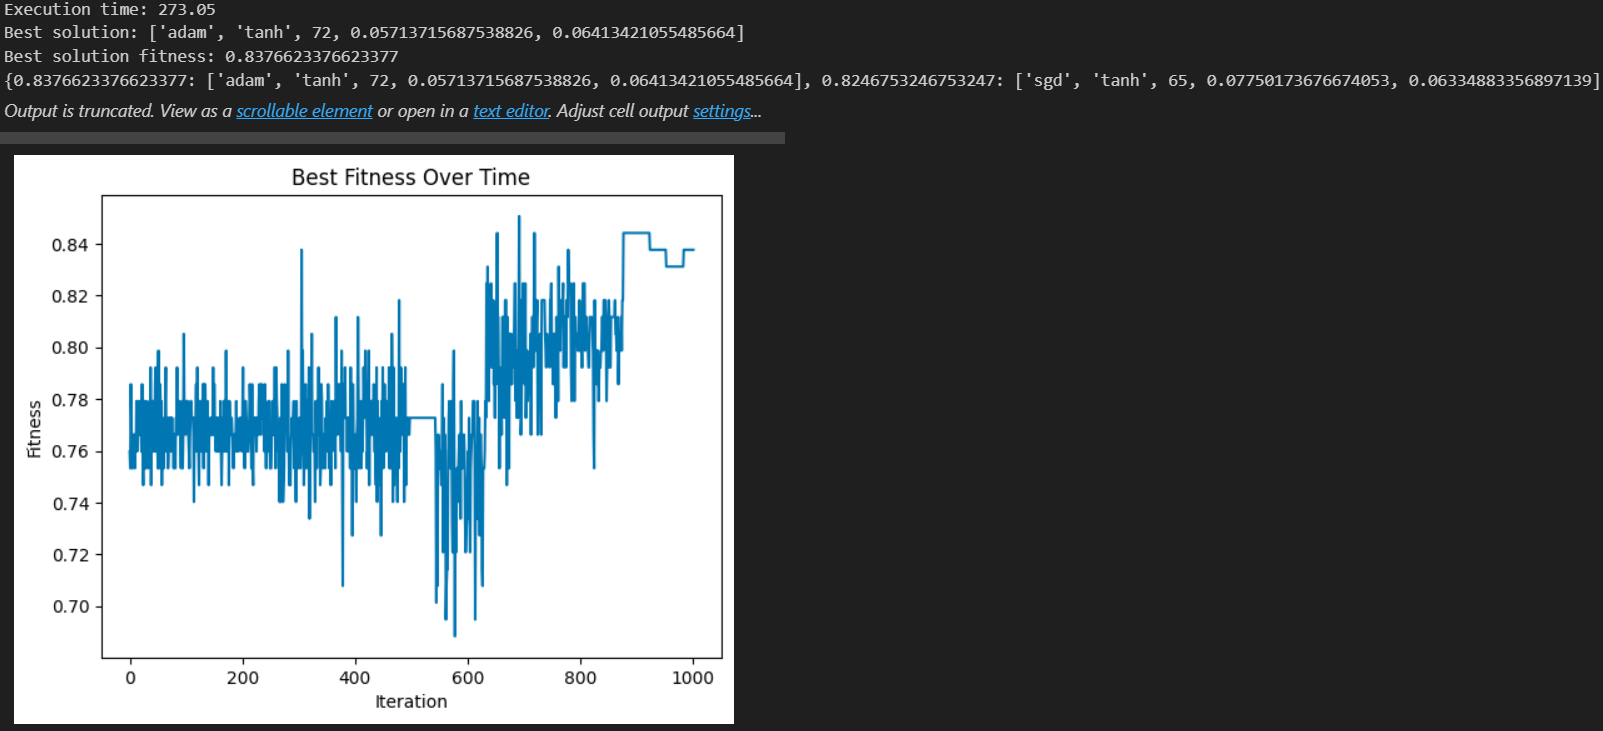 Execution time: 273.05
Best solution: ['adam', 'tanh', 72, 0.05713715687538826, 0.06413421055485664]
Best solution fitness: 0.8376623376623377
{0.8376623376623377: ['adam', 'tanh', 72, 0.05713715687538826, 0.06413421055485664], 0.8246753246753247: ['sgd', 'tanh', 65, 0.07750173676674053, 0.06334883356897139]
Output is truncated. View as a scrollable element or open in a text editor. Adjust cell output settings...
Best Fitness Over Time
0.84
0.82
0.80
0.78
0.76
0.74
0.72
0.70
Fitness
0 200 400 600 800 1000
Iteration